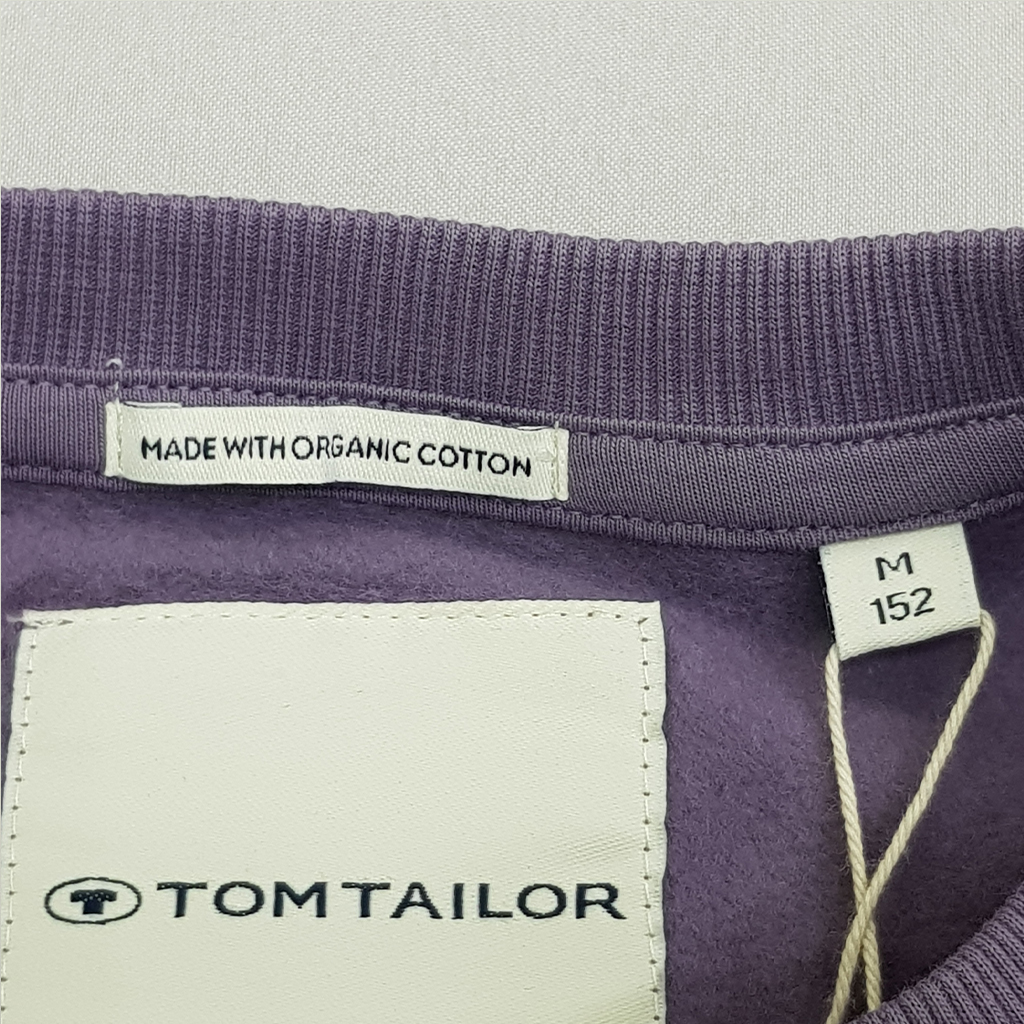 MADE WITH ORGANIC COTTON
M
152
TOM TAILOR